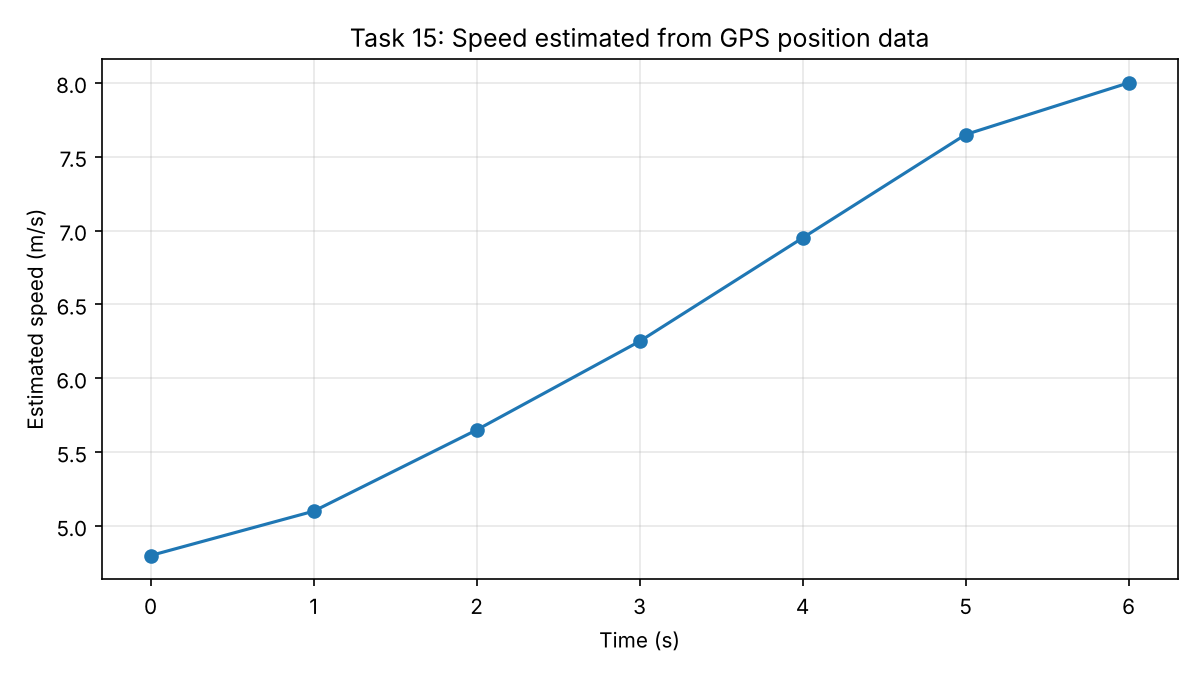 Task 15: Speed estimated from GPS position data
Estimated speed (m/s)
8.0
7.5
7.0
6.5
6.0
5.5
5.0
0 1 2 3 4 5 6
Time (s)